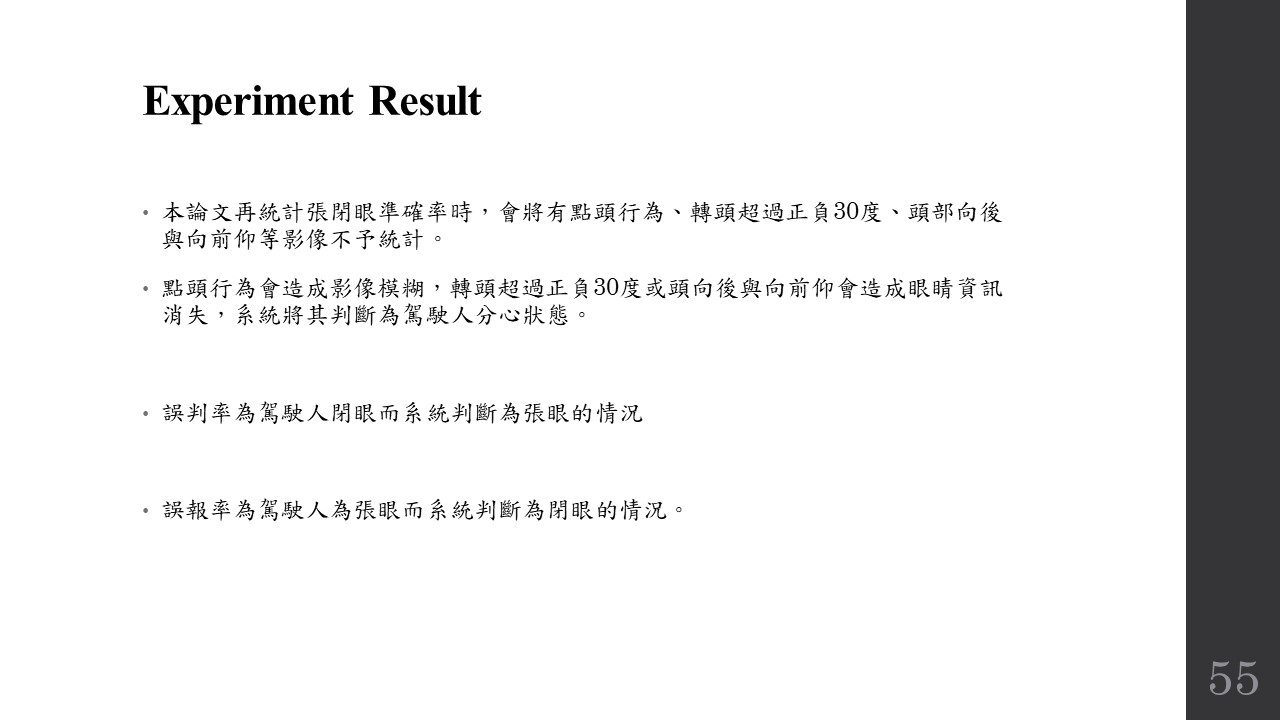 Experiment Result
• 本論文再統計張閉眼準確率時，會將有點頭行為、轉頭超過正負30度、頭部向後
與向前仰等影像不予統計。
• 點頭行為會造成影像模糊，轉頭超過正負30度或頭向後與向前仰會造成眼睛資訊
消失，系統將其判斷為駕駛人分心狀態。
• 誤判率為駕駛人閉眼而系統判斷為張眼的情況
• 誤報率為駕駛人為張眼而系統判斷為閉眼的情況。
55